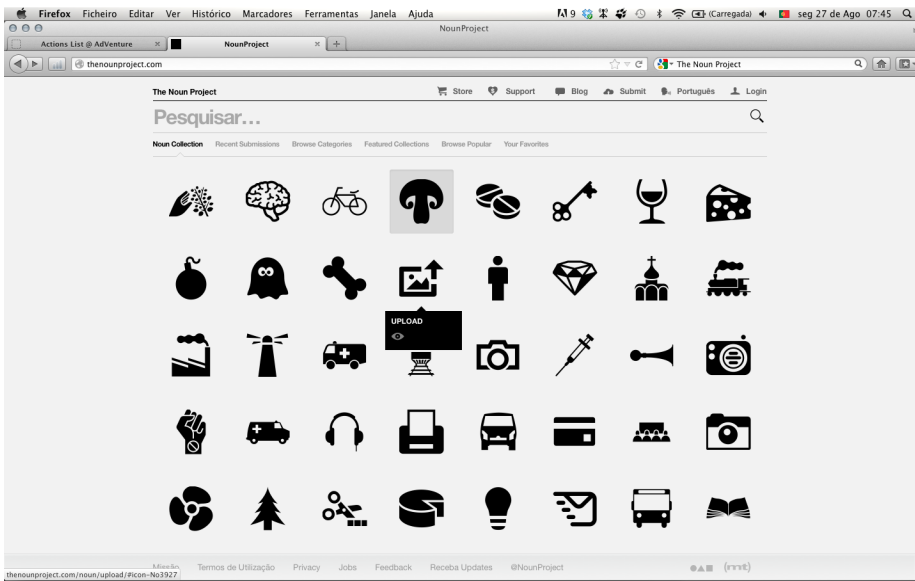 Firefox Ficheiro Editar Ver Histórico Marcadores Ferramentas Janela Ajuda 9 (Carregada) seg 27 de Ago 07:45
NounProject
Actions List @ AdVenture × NounProject × +
thenounproject.com The Noun Project
The Noun Project Store Support Blog Submit Português Login
Pesquisar...
Noun Collection Recent Submissions Browse Categories Featured Collections Browse Popular Your Favorites
UPLOAD
Missão Termos de Utilização Privacy Jobs Feedback Receba Updates @NounProject (mt)
thenounproject.com/noun/upload/#icon-No3927